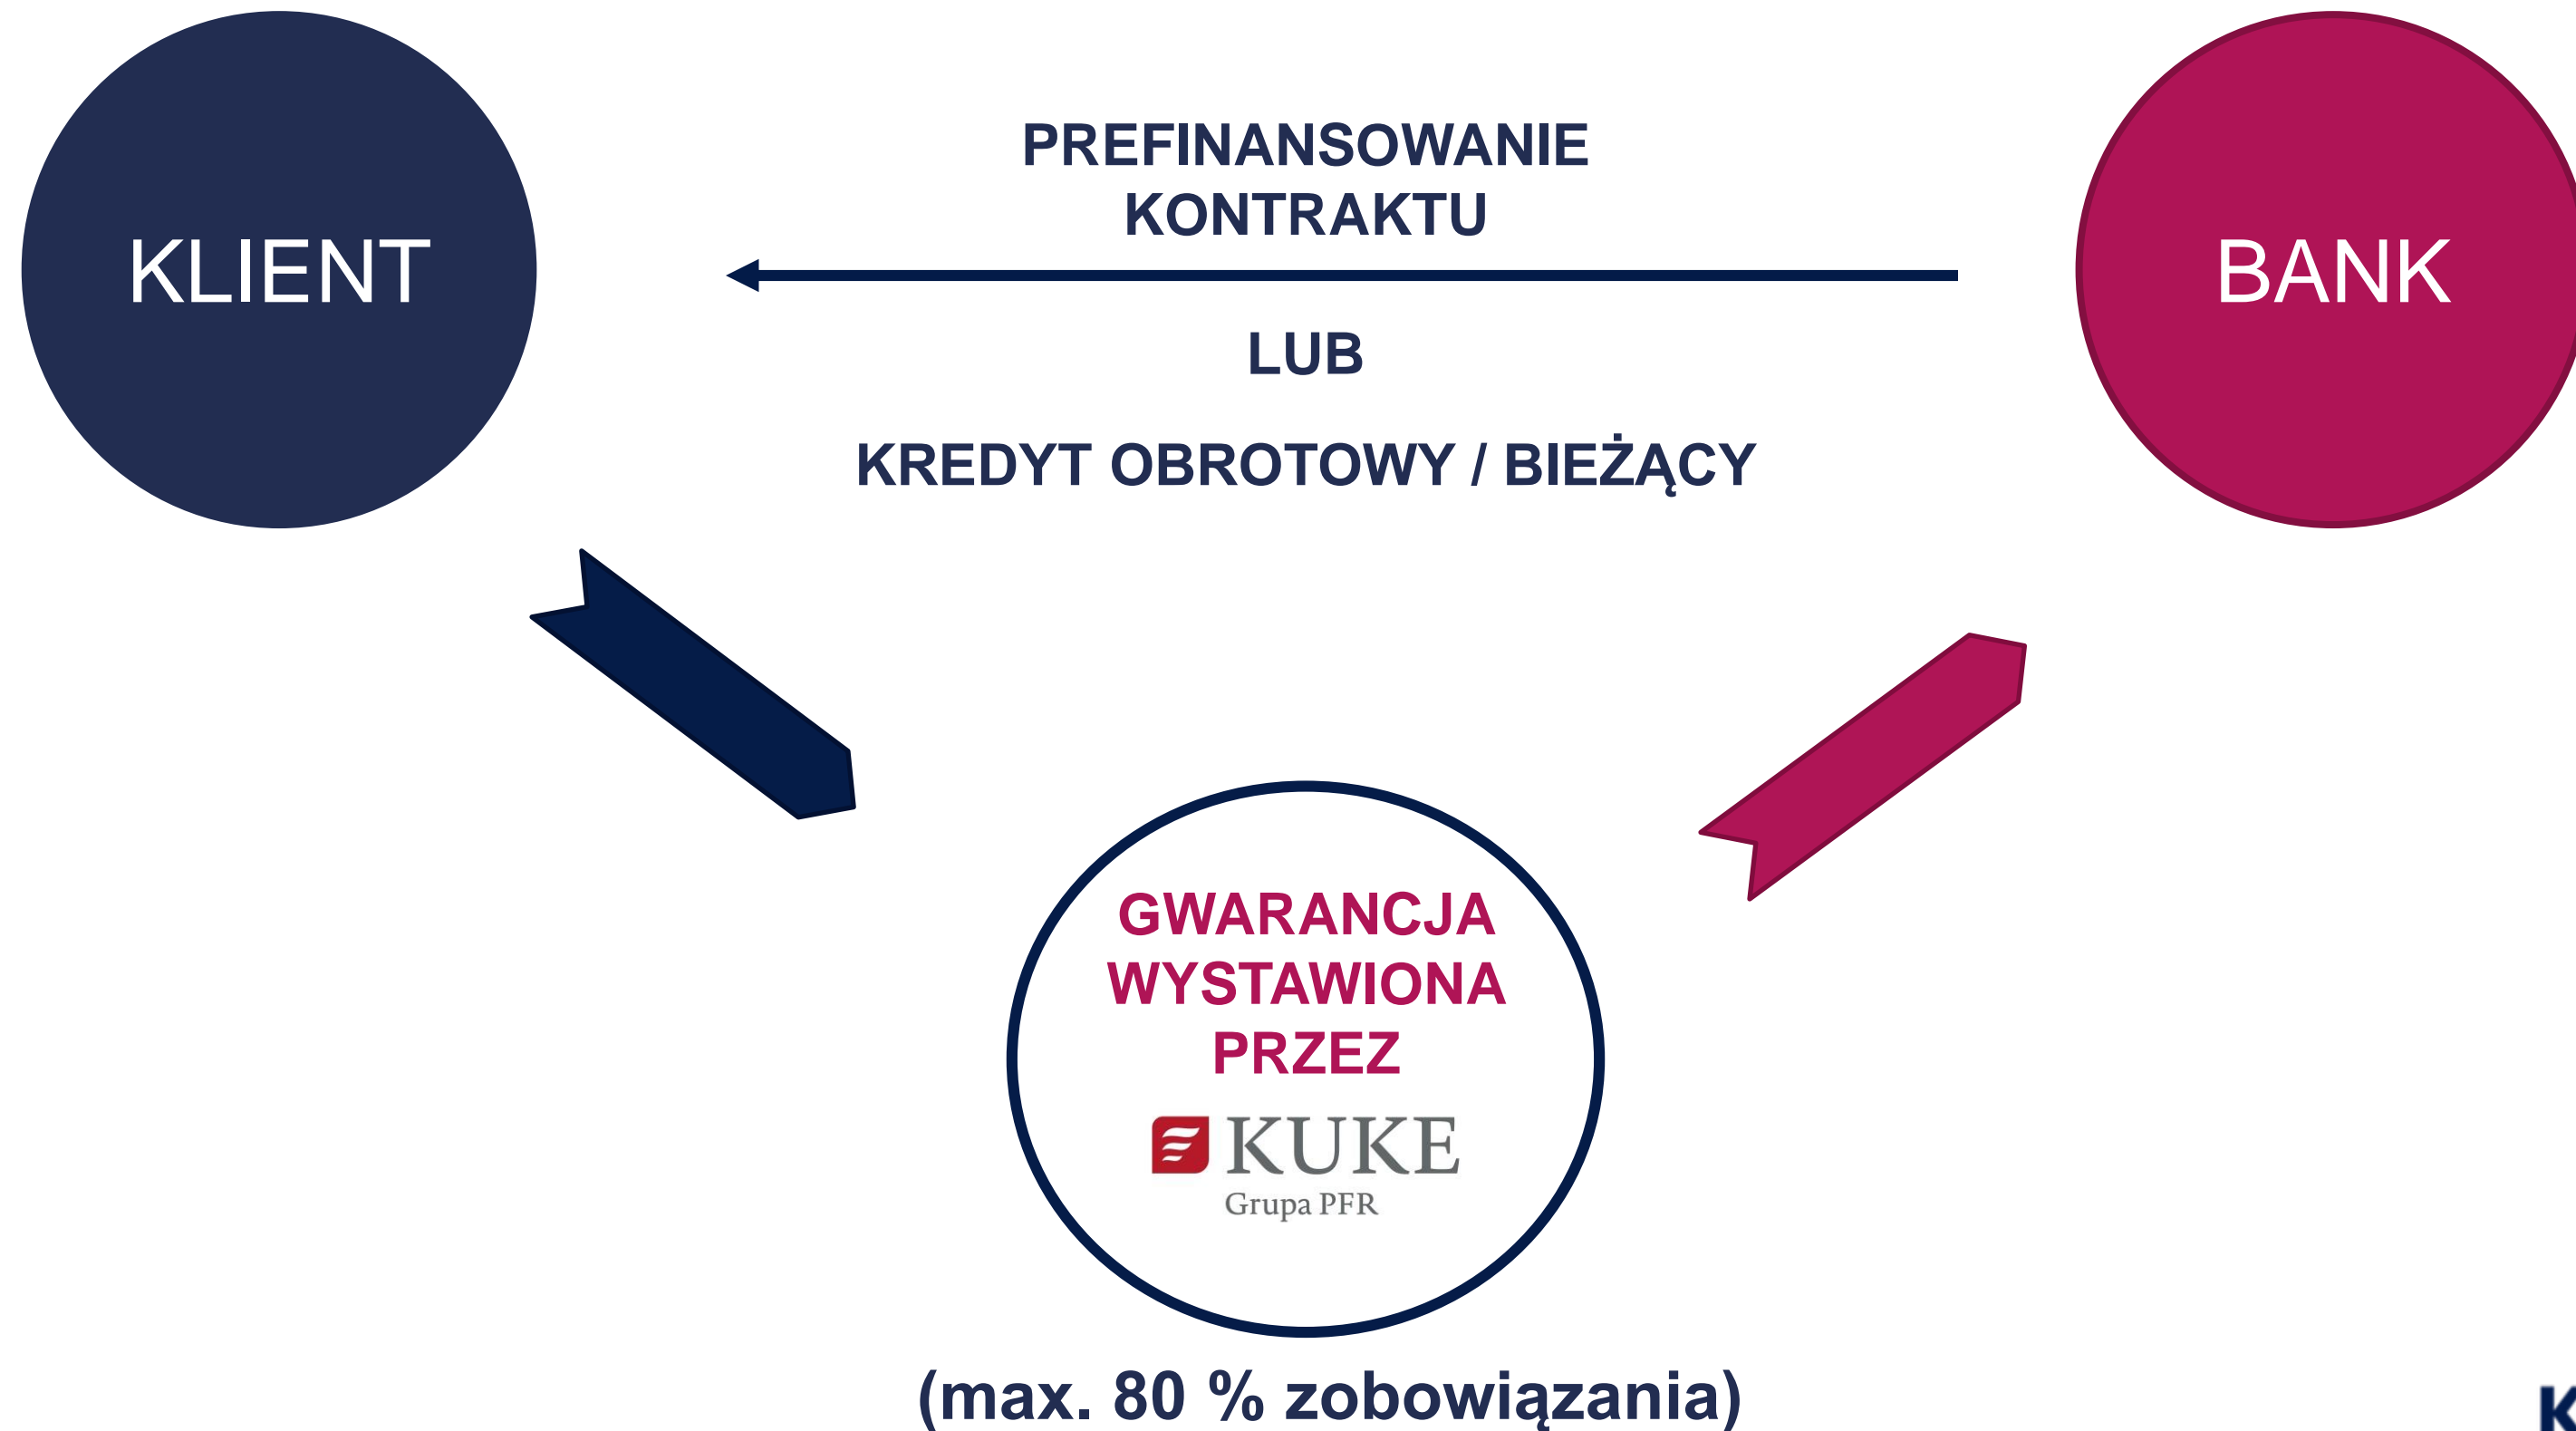 KLIENT
PREFINANSOWANIE
KONTRAKTU
LUB
KREDYT OBROTOWY / BIEŻĄCY
BANK
GWARANCJA
WYSTAWIONA
PRZEZ
KUKE
Grupa PFR
(max. 80 % zobowiązania)